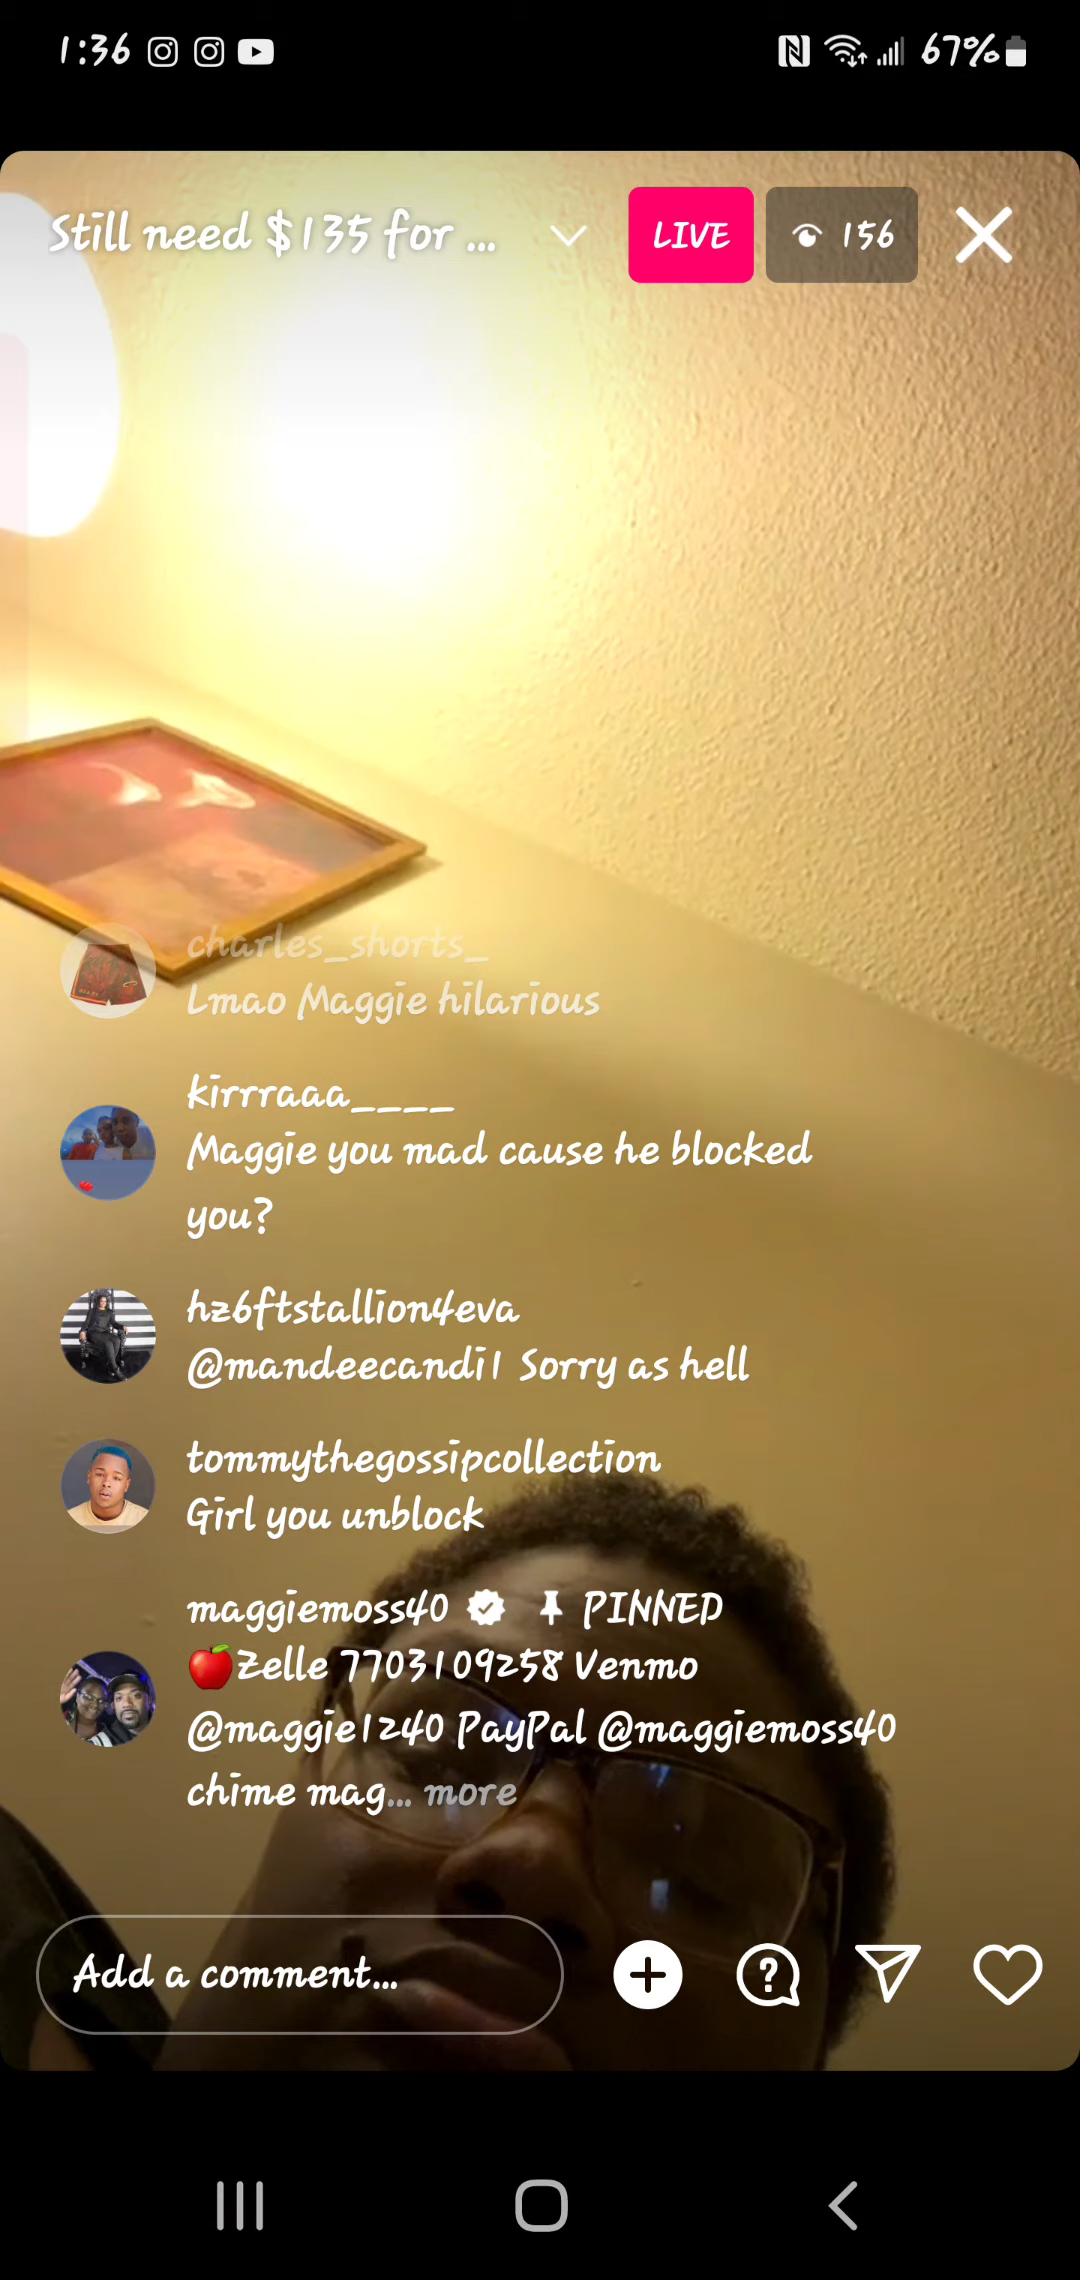 1:36
67%
Still need $135 for ...
LIVE
156
charles_shorts_
Lmao Maggie hilarious
kirrraaa____
Maggie you mad cause he blocked
you?
hz6ftstallion4eva
@mandeecandi1 Sorry as hell
tommythegossipcollection
Girl you unblock
maggiemoss40 PINNED
🍎Zelle 7703109258 Venmo
@maggie1240 PayPal @maggiemoss40
chime mag... more
Add a comment...